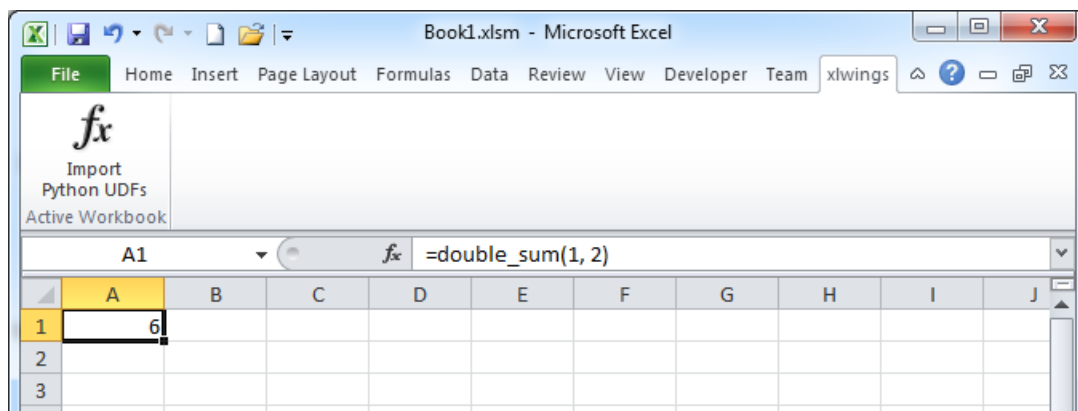 Book1.xlsm - Microsoft Excel
File Home Insert Page Layout Formulas Data Review View Developer Team xlwings ?
fx
Import
Python UDFs
Active Workbook
A1 fx =double_sum(1, 2)
A B C D E F G H I J
1 6
2
3